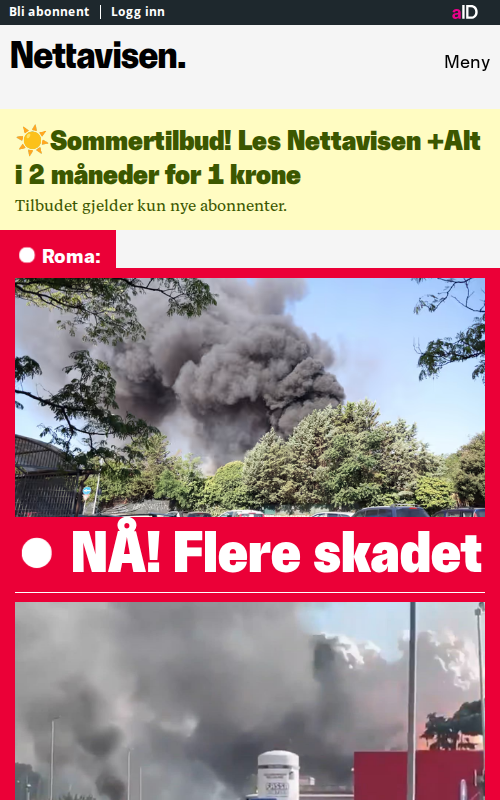 Bli abonnent
Logg inn
aID
Nettavisen.
Meny
Sommertilbud! Les Nettavisen +Alt
i 2 måneder for 1 krone
Tilbudet gjelder kun nye abonnenter.
Roma:
NÅ! Flere skadet
FASSA